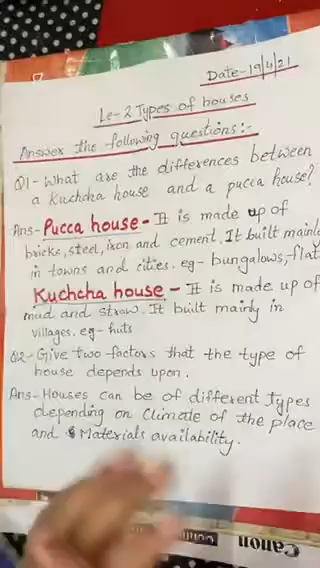 Date-19/4/21
Le-2 Types of houses
Answer the following questions:-
Q1- What are the differences between
a Kuchcha house and a pucca house?
Ans- Pucca house - It is made up of
bricks, steel, iron and cement. It built mainl
in towns and cities. eg- bungalows, flat
Kuchcha house - It is made up of
mud and straw. It built mainly in
villages. eg- huts
Q2- Give two factors that the type of
house depends upon.
Ans- Houses can be of different types
depending on Climate of the place
and Materials availability.
Canon